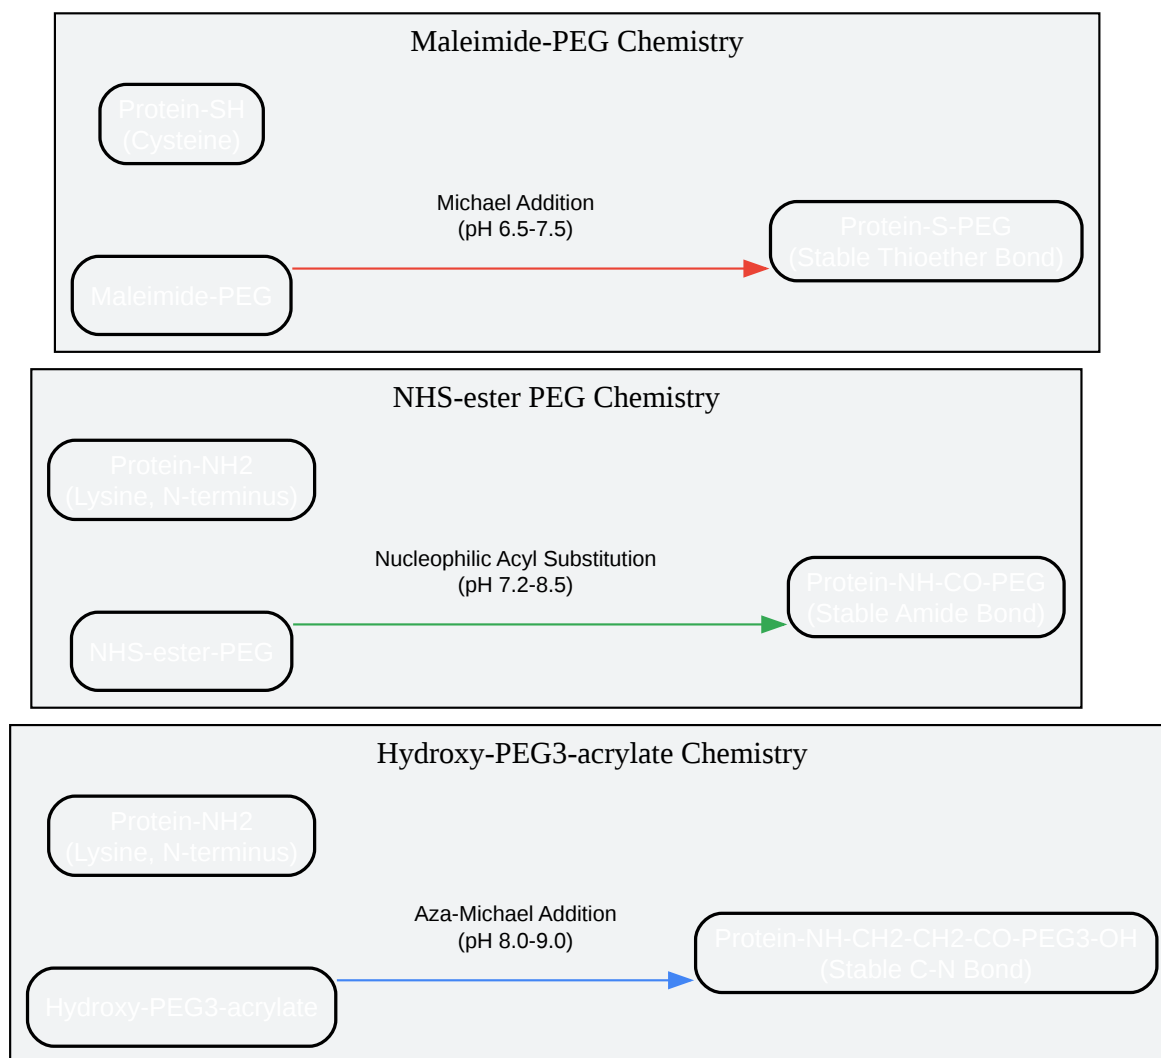 Maleimide-PEG Chemistry
Protein-SH
(Cysteine)
Michael Addition
(pH 6.5-7.5)
Protein-S-PEG
(Stable Thioether Bond)
Maleimide-PEG
NHS-ester PEG Chemistry
Protein-NH2
(Lysine, N-terminus)
Nucleophilic Acyl Substitution
(pH 7.2-8.5)
Protein-NH-CO-PEG
(Stable Amide Bond)
NHS-ester-PEG
Hydroxy-PEG3-acrylate Chemistry
Protein-NH2
(Lysine, N-terminus)
Aza-Michael Addition
(pH 8.0-9.0)
Protein-NH-CH2-CH2-CO-PEG3-OH
(Stable C-N Bond)
Hydroxy-PEG3-acrylate